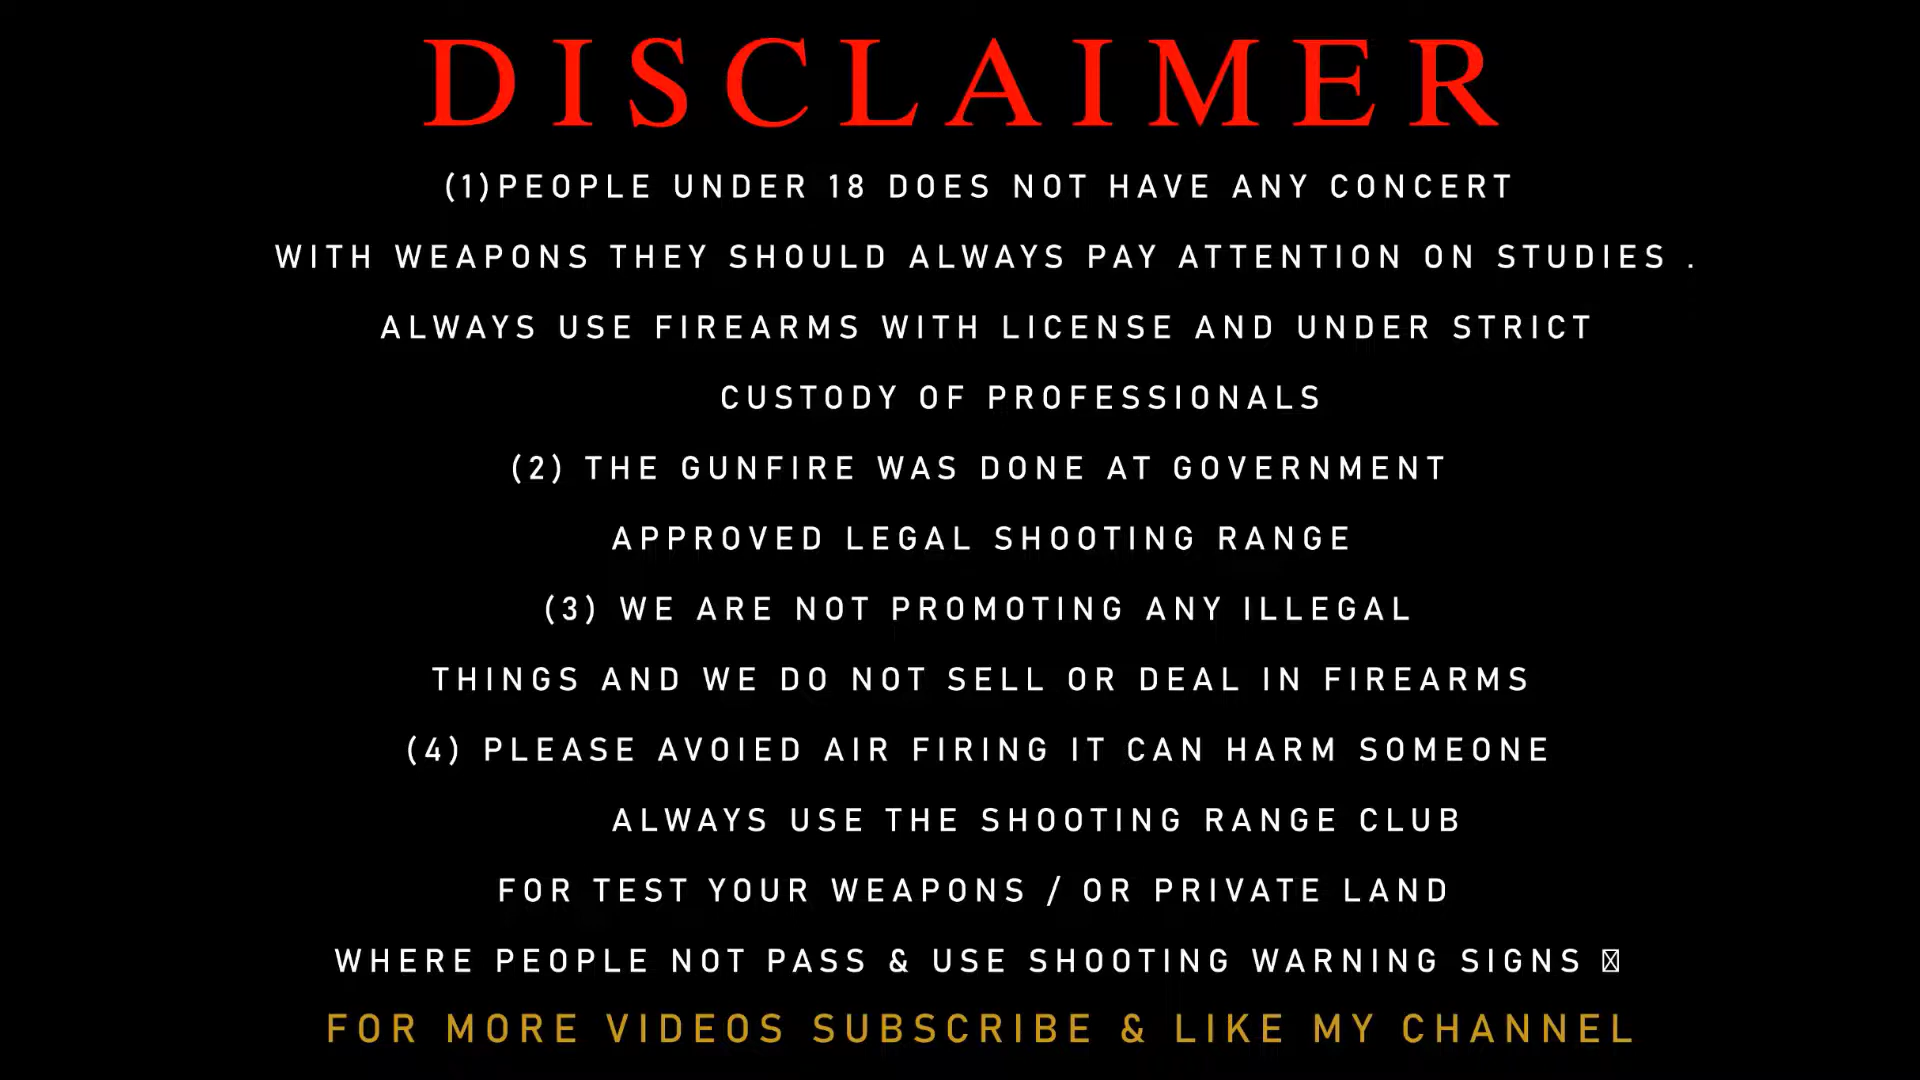 DISCLAIMER
(1)PEOPLE UNDER 18 DOES NOT HAVE ANY CONCERT
WITH WEAPONS THEY SHOULD ALWAYS PAY ATTENTION ON STUDIES .
ALWAYS USE FIREARMS WITH LICENSE AND UNDER STRICT
CUSTODY OF PROFESSIONALS
(2) THE GUNFIRE WAS DONE AT GOVERNMENT
APPROVED LEGAL SHOOTING RANGE
(3) WE ARE NOT PROMOTING ANY ILLEGAL
THINGS AND WE DO NOT SELL OR DEAL IN FIREARMS
(4) PLEASE AVOIED AIR FIRING IT CAN HARM SOMEONE
ALWAYS USE THE SHOOTING RANGE CLUB
FOR TEST YOUR WEAPONS / OR PRIVATE LAND
WHERE PEOPLE NOT PASS & USE SHOOTING WARNING SIGNS
FOR MORE VIDEOS SUBSCRIBE & LIKE MY CHANNEL